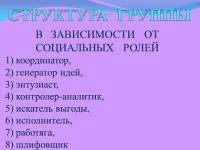 СТРУКТУРА ГРУППЫ
В ЗАВИСИМОСТИ ОТ
СОЦИАЛЬНЫХ РОЛЕЙ
1) координатор,
2) генератор идей,
3) энтузиаст,
4) контролер-аналитик,
5) искатель выгоды,
6) исполнитель,
7) работяга,
8) шлифовщик